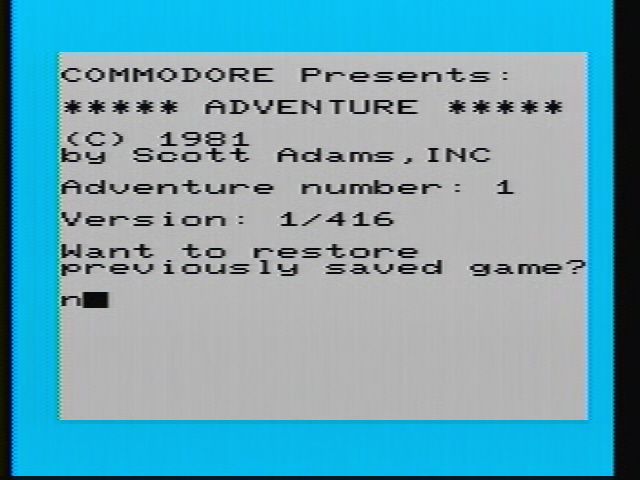 COMMODORE Presents:
***** ADVENTURE *****
(C) 1981
by Scott Adams,INC
Adventure number: 1
Version: 1/416
Want to restore
previously saved game?
n